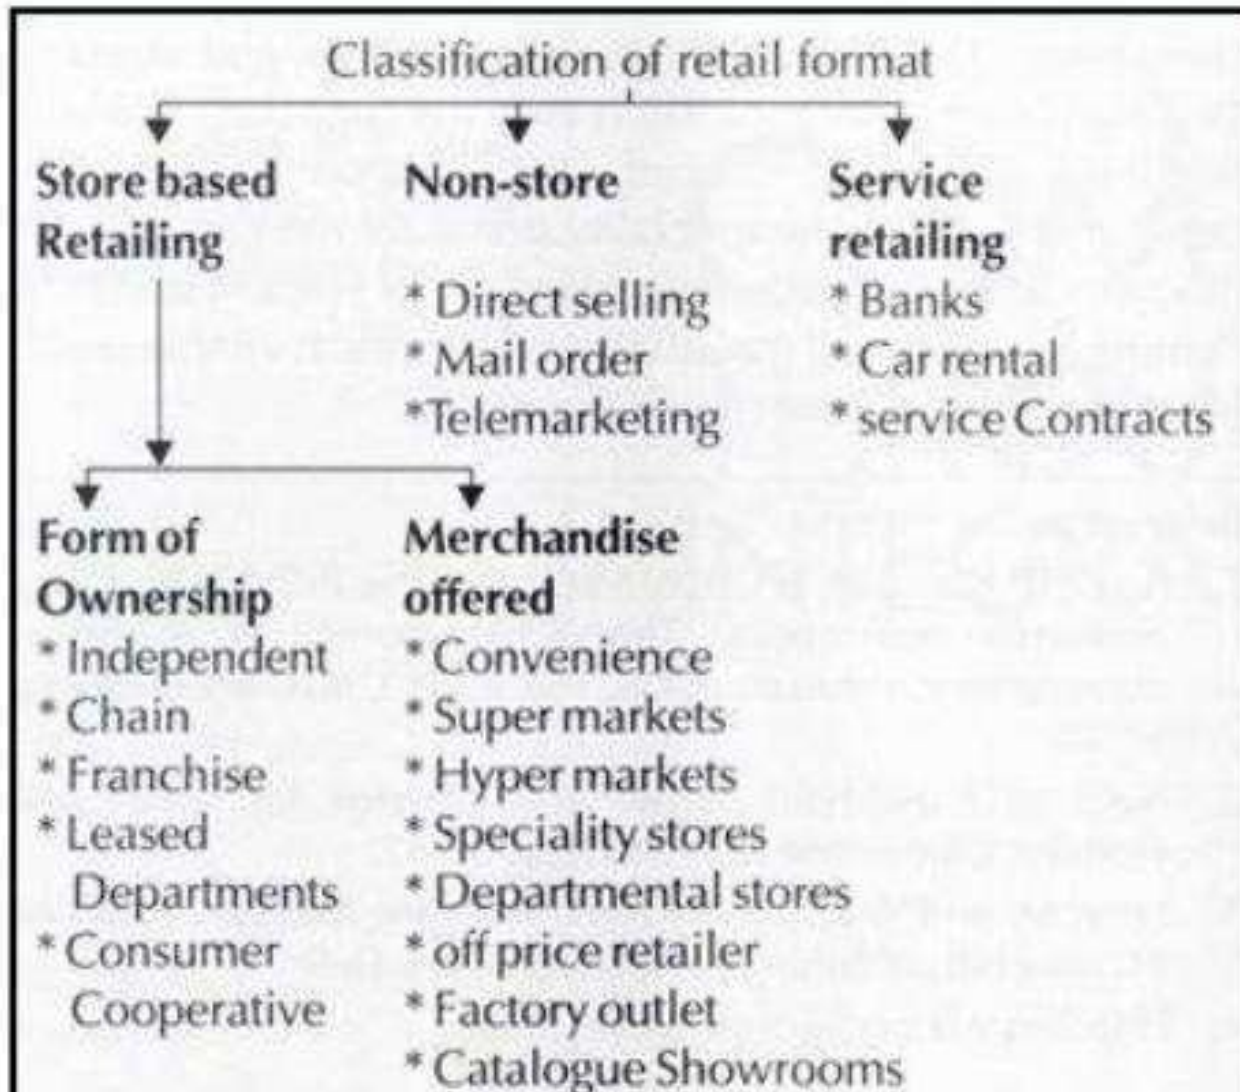 Classification of retail format
Store based
Retailing
Non-store
* Direct selling
* Mail order
*Telemarketing
Service
retailing
* Banks
* Car rental
* service Contracts
Form of
Ownership
* Independent
* Chain
* Franchise
* Leased
Departments
* Consumer
Cooperative
Merchandise
offered
* Convenience
* Super markets
* Hyper markets
* Speciality stores
* Departmental stores
* off price retailer
* Factory outlet
* Catalogue Showrooms